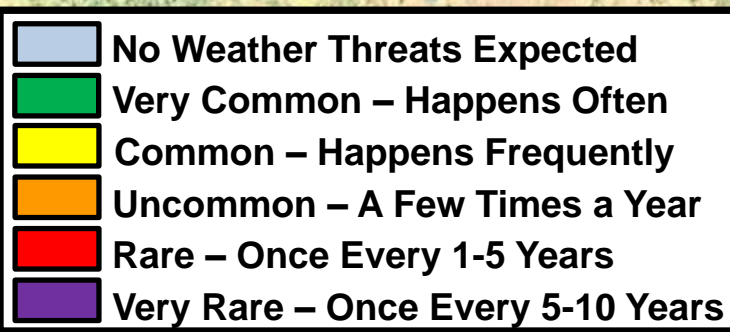 No Weather Threats Expected
Very Common – Happens Often
Common – Happens Frequently
Uncommon – A Few Times a Year
Rare – Once Every 1-5 Years
Very Rare – Once Every 5-10 Years